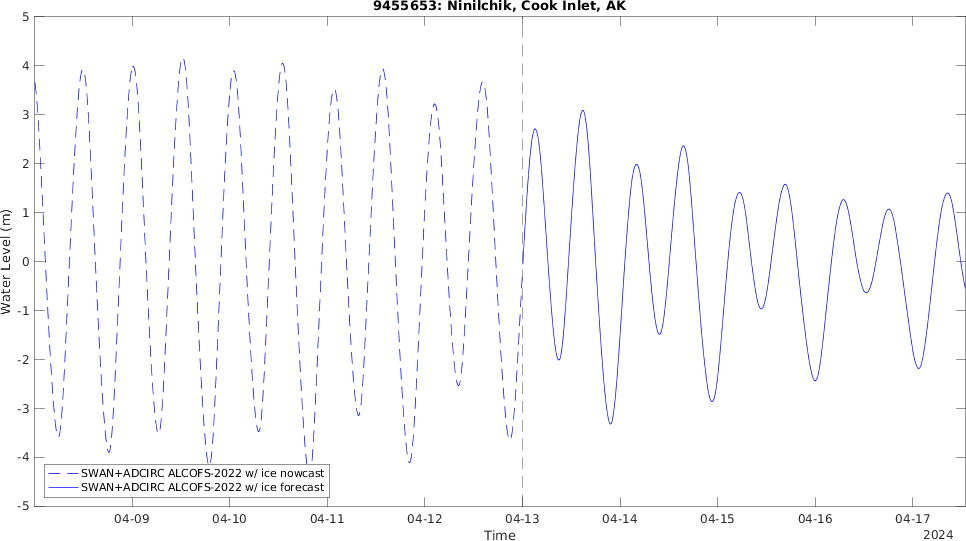 9455653: Ninilchik, Cook Inlet, AK
5
4
3
2
1
0
-1
-2
-3
-4
-5
Water Level (m)
SWAN+ADCIRC ALCOFS-2022 w/ ice nowcast
SWAN+ADCIRC ALCOFS-2022 w/ ice forecast
04-09 04-10 04-11 04-12 04-13 04-14 04-15 04-16 04-17
Time
2024